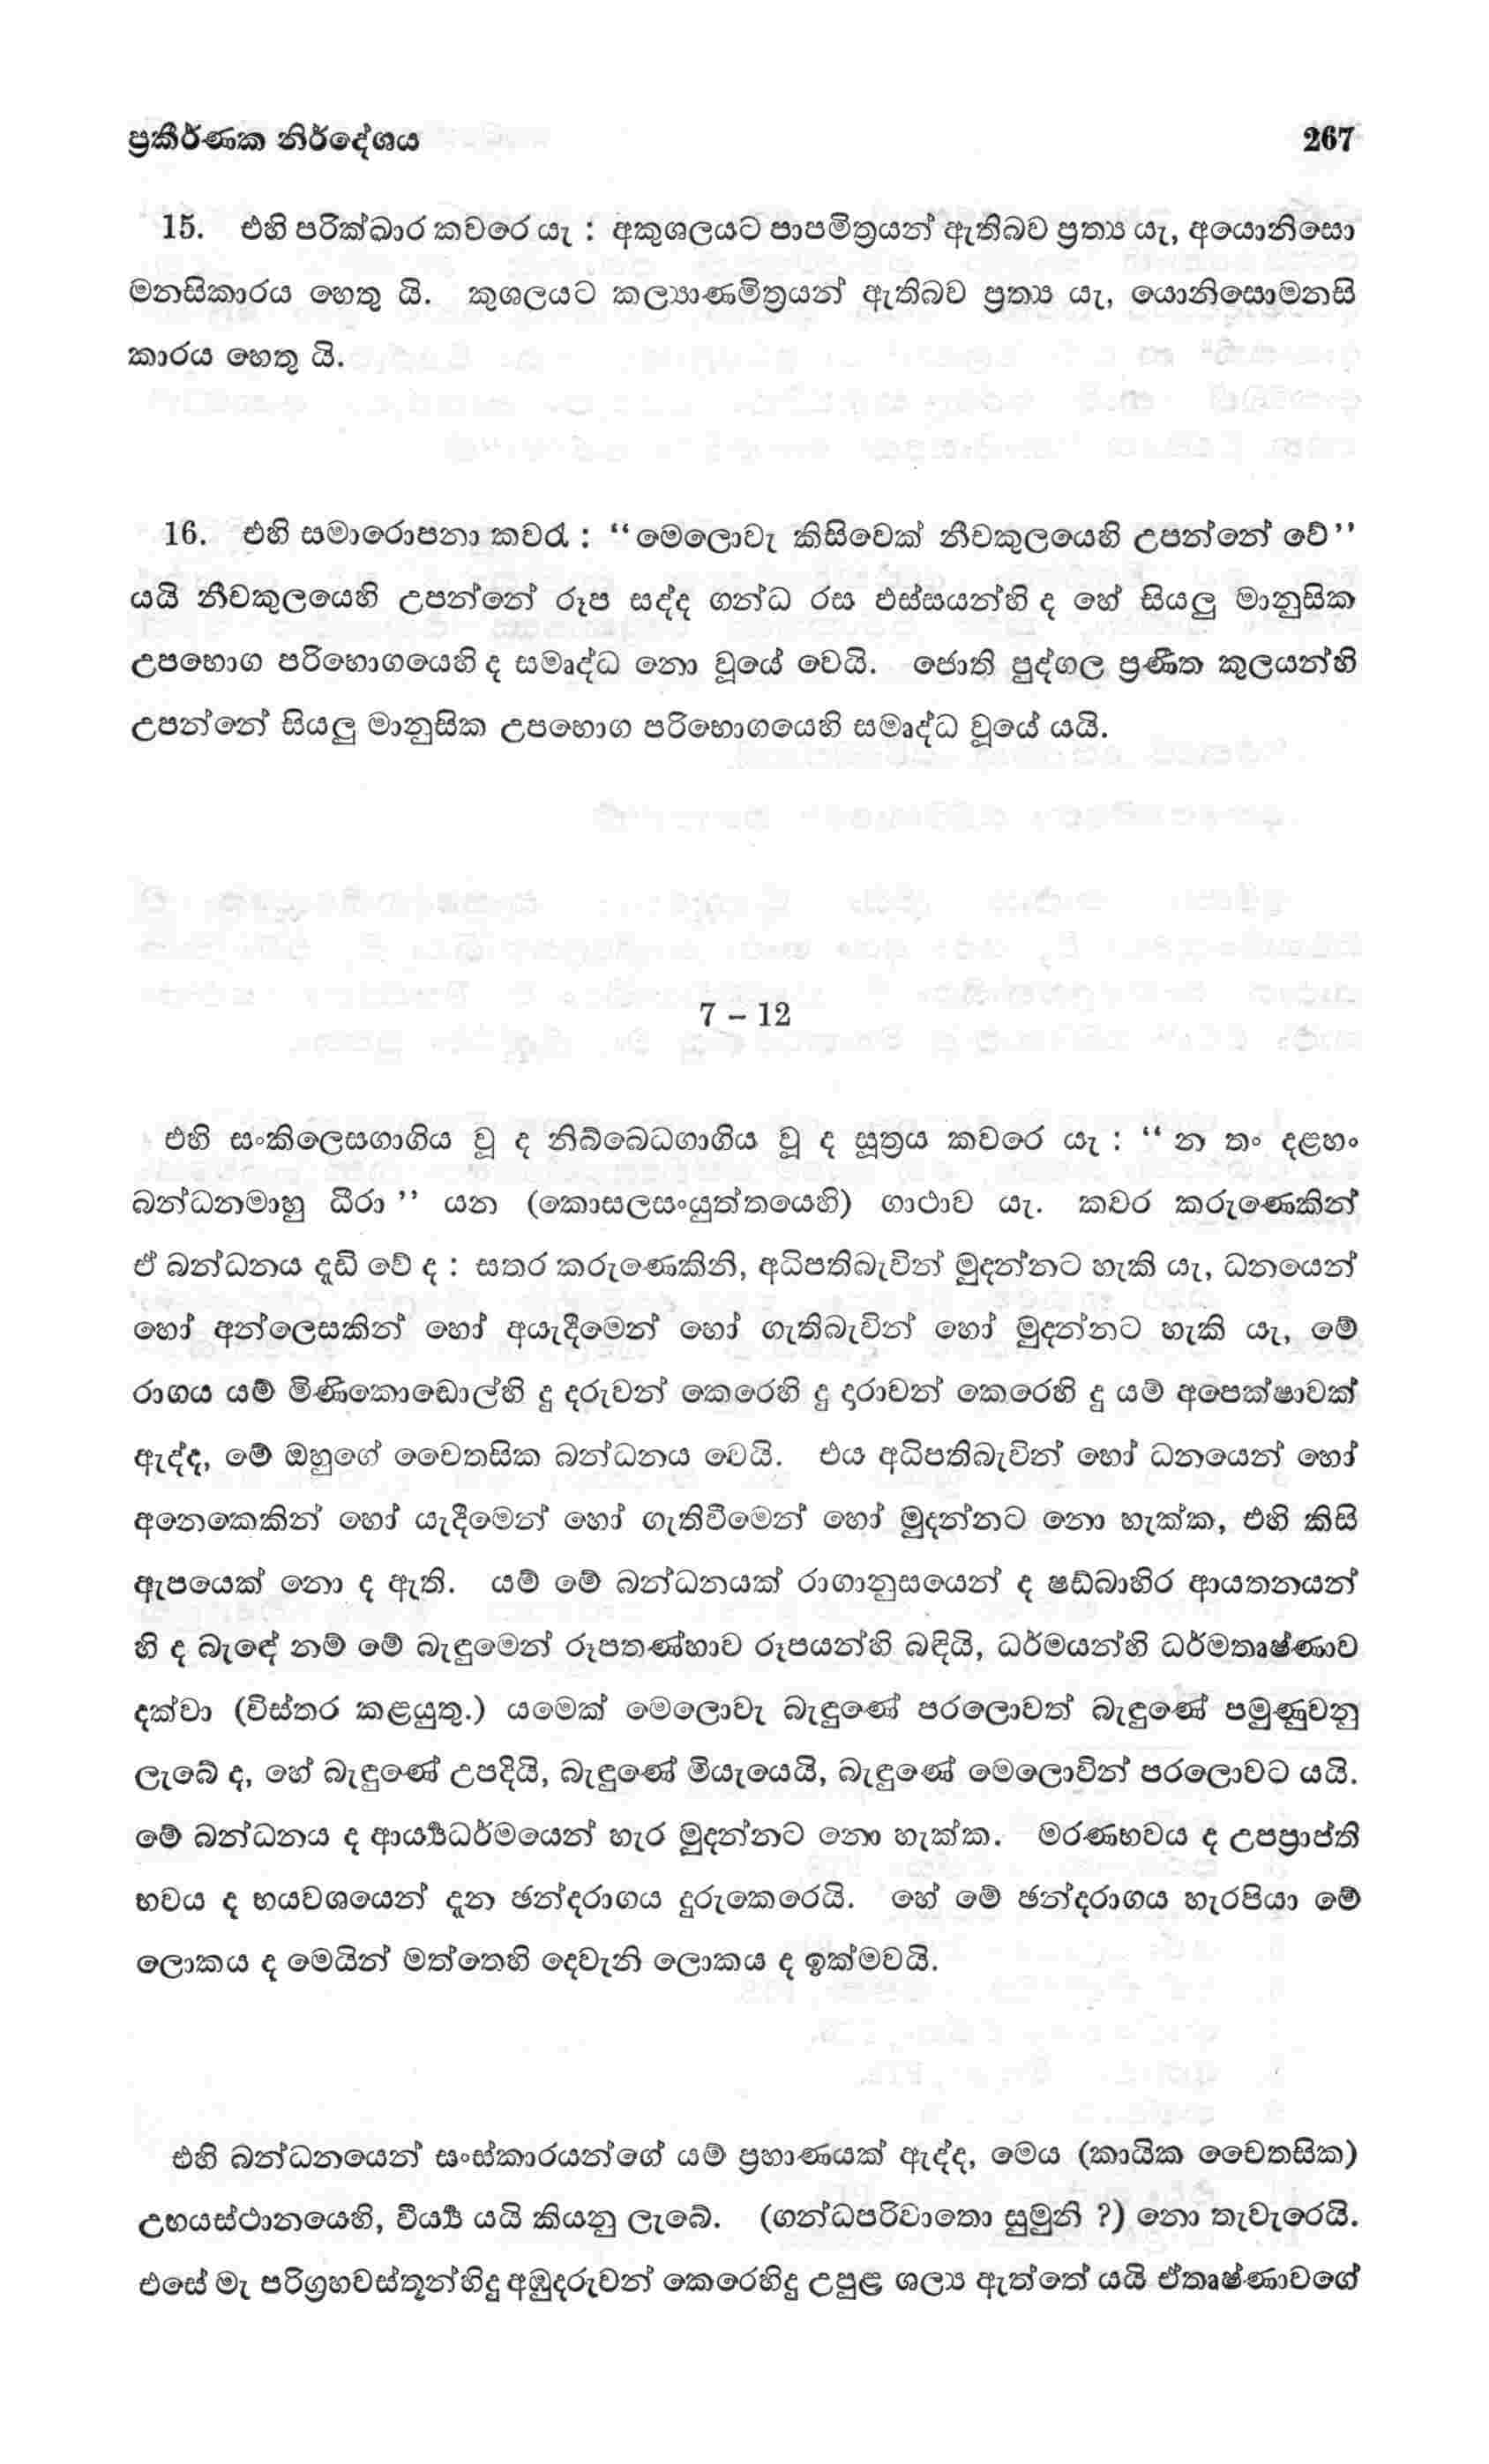 ප්‍රකීර්ණක නිර්දේශය 267
15. එහි පරික්ඛාර කවරෙ යැ : අකුශලයට පාපමිත්‍රයන් ඇතිබව ප්‍රත්‍ය යැ, අයොනිසො
මනසිකාරය හෙතු යි. කුශලයට කල්‍යාණමිත්‍රයන් ඇතිබව ප්‍රත්‍ය යැ, යොනිසොමනසි
කාරය හෙතු යි.
16. එහි සමාරොපනා කවරැ : “මෙලොවැ කිසිවෙක් නීචකුලයෙහි උපන්නේ වේ”
යයි නීචකුලයෙහි උපන්නේ රූප සද්ද ගන්ධ රස ඵස්සයන්හි ද හේ සියලු මානුසික
උපභොග පරිභොගයෙහි ද සමෘද්ධ නො වූයේ වෙයි. ජොති පුද්ගල ප්‍රණීත කුලයන්හි
උපන්නේ සියලු මානුසික උපභොග පරිභොගයෙහි සමෘද්ධ වූයේ යයි.
7 – 12
එහි සංකිලෙසගාගිය වූ ද නිබ්බෙධගාගිය වූ ද සූත්‍රය කවරෙ යැ : “ න තං දළහං
බන්ධනමාහු ධීරා ” යන (කොසලසංයුත්තයෙහි) ගාථාව යැ. කවර කරුණෙකින්
ඒ බන්ධනය දැඩි වේ ද : සතර කරුණෙකිනි, අධිපතිබැවින් මුදන්නට හැකි යැ, ධනයෙන්
හෝ අන්ලෙසකින් හෝ අයැදීමෙන් හෝ ගැතිබැවින් හෝ මුදන්නට හැකි යැ, මේ
රාගය යම් මිණිකොඩොල්හි දු දරුවන් කෙරෙහි දු දාරාවන් කෙරෙහි දු යම් අපෙක්ෂාවක්
ඇද්ද, මේ ඔහුගේ චෛතසික බන්ධනය වෙයි. එය අධිපතිබැවින් හෝ ධනයෙන් හෝ
අනෙකෙකින් හෝ යැදීමෙන් හෝ ගැතිවීමෙන් හෝ මුදන්නට නො හැක්ක, එහි කිසි
ඇපයෙක් නො ද ඇති. යම් මේ බන්ධනයක් රාගානුසයෙන් ද ෂඩ්බාහිර ආයතනයන්
හි ද බැඳේ නම් මේ බැඳුමෙන් රූපතණ්හාව රූපයන්හි බඳියි, ධර්මයන්හි ධර්මතෘෂ්ණාව
දක්වා (විස්තර කළයුතු.) යමෙක් මෙලොවැ බැඳුණේ පරලොවත් බැඳුණේ පමුණුවනු
ලැබේ ද, හේ බැඳුණේ උපදියි, බැඳුණේ මියැයෙයි, බැඳුණේ මෙලොවින් පරලොවට යයි.
මේ බන්ධනය ද ආර්‍ය්‍යධර්මයෙන් හැර මුදන්නට නො හැක්ක. මරණභවය ද උපප්‍රාප්ති
භවය ද භයවශයෙන් දැන ඡන්දරාගය දුරුකෙරෙයි. හේ මේ ඡන්දරාගය හැරපියා මේ
ලොකය ද මෙයින් මත්තෙහි දෙවැනි ලොකය ද ඉක්මවයි.
එහි බන්ධනයෙන් සංස්කාරයන්ගේ යම් ප්‍රහාණයක් ඇද්ද, මෙය (කායික චෛතසික)
උභයස්ථානයෙහි, වීර්‍ය්‍ය යයි කියනු ලැබේ. (ගන්ධපරිවාතො සුමුනි ?) නො තැවැරෙයි.
එසේ මැ පරිග්‍රහවස්තූන්හිදු අඹුදරුවන් කෙරෙහිදු උපුළ ශල්‍ය ඇත්තේ යයි ඒතෘෂ්ණාවගේ